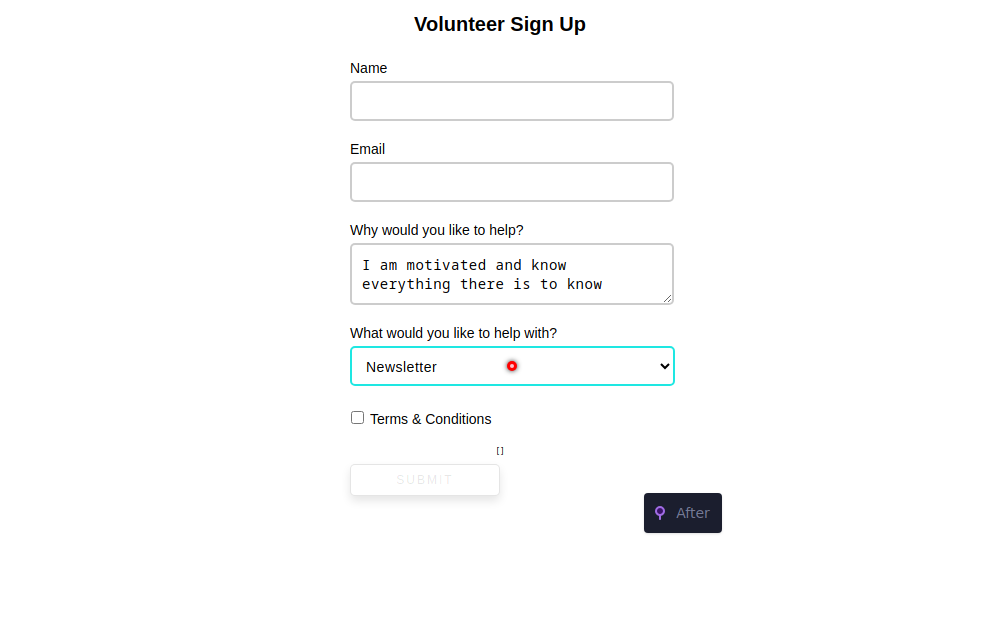 Volunteer Sign Up
Name
Email
Why would you like to help?
I am motivated and know
everything there is to know
What would you like to help with?
Newsletter
Terms & Conditions
[]
SUBMIT
After